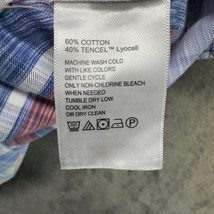 60% COTTON
40% TENCEL™ Lyocell
MACHINE WASH COLD
WITH LIKE COLORS
GENTLE CYCLE
ONLY NON-CHLORINE BLEACH
WHEN NEEDED
TUMBLE DRY LOW
COOL IRON
OR DRY CLEAN